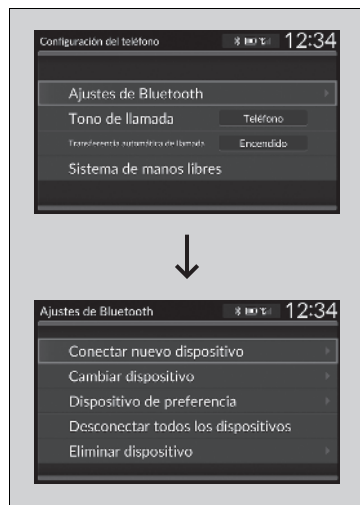 Configuración del teléfono 12:34
Ajustes de Bluetooth
Tono de llamada Teléfono
Transferencia automática de llamada Encendido
Sistema de manos libres
Ajustes de Bluetooth 12:34
Conectar nuevo dispositivo
Cambiar dispositivo
Dispositivo de preferencia
Desconectar todos los dispositivos
Eliminar dispositivo